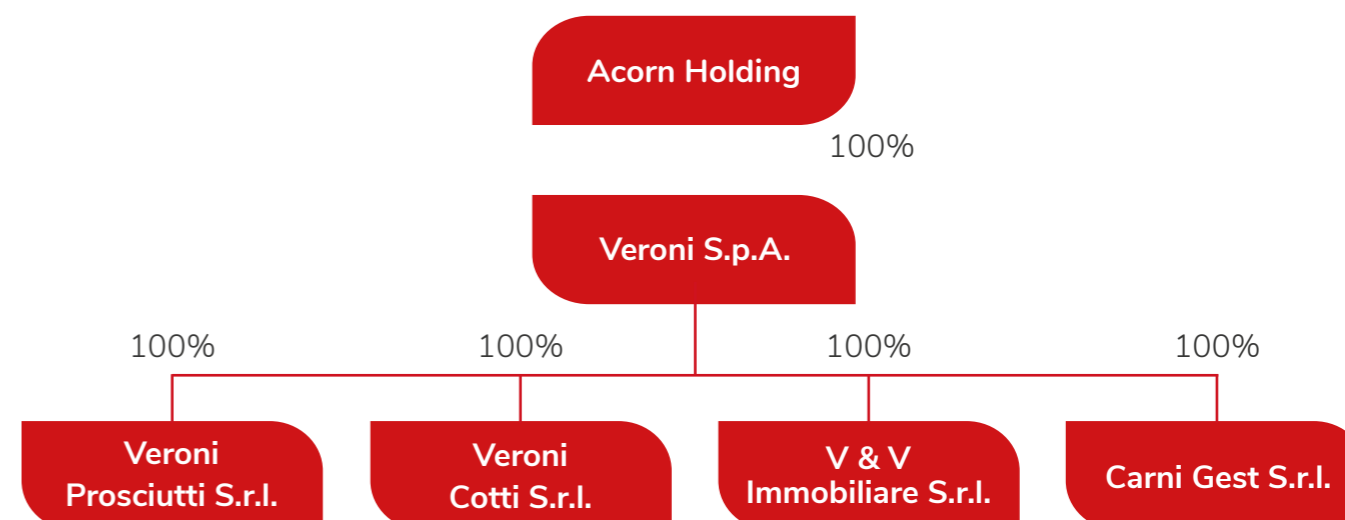 Acorn Holding
100%
Veroni S.p.A.
100% 100% 100% 100%
Veroni
Prosciutti S.r.l.
Veroni
Cotti S.r.l.
V & V
Immobiliare S.r.l.
Carni Gest S.r.l.